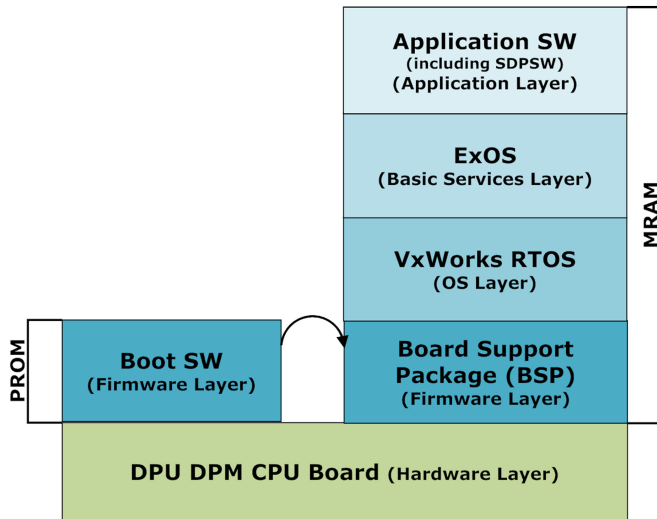 Application SW
(including SDPSW)
(Application Layer)
ExOS
(Basic Services Layer)
VxWorks RTOS
(OS Layer)
MRAM
PROM
Boot SW
(Firmware Layer)
Board Support
Package (BSP)
(Firmware Layer)
DPU DPM CPU Board (Hardware Layer)